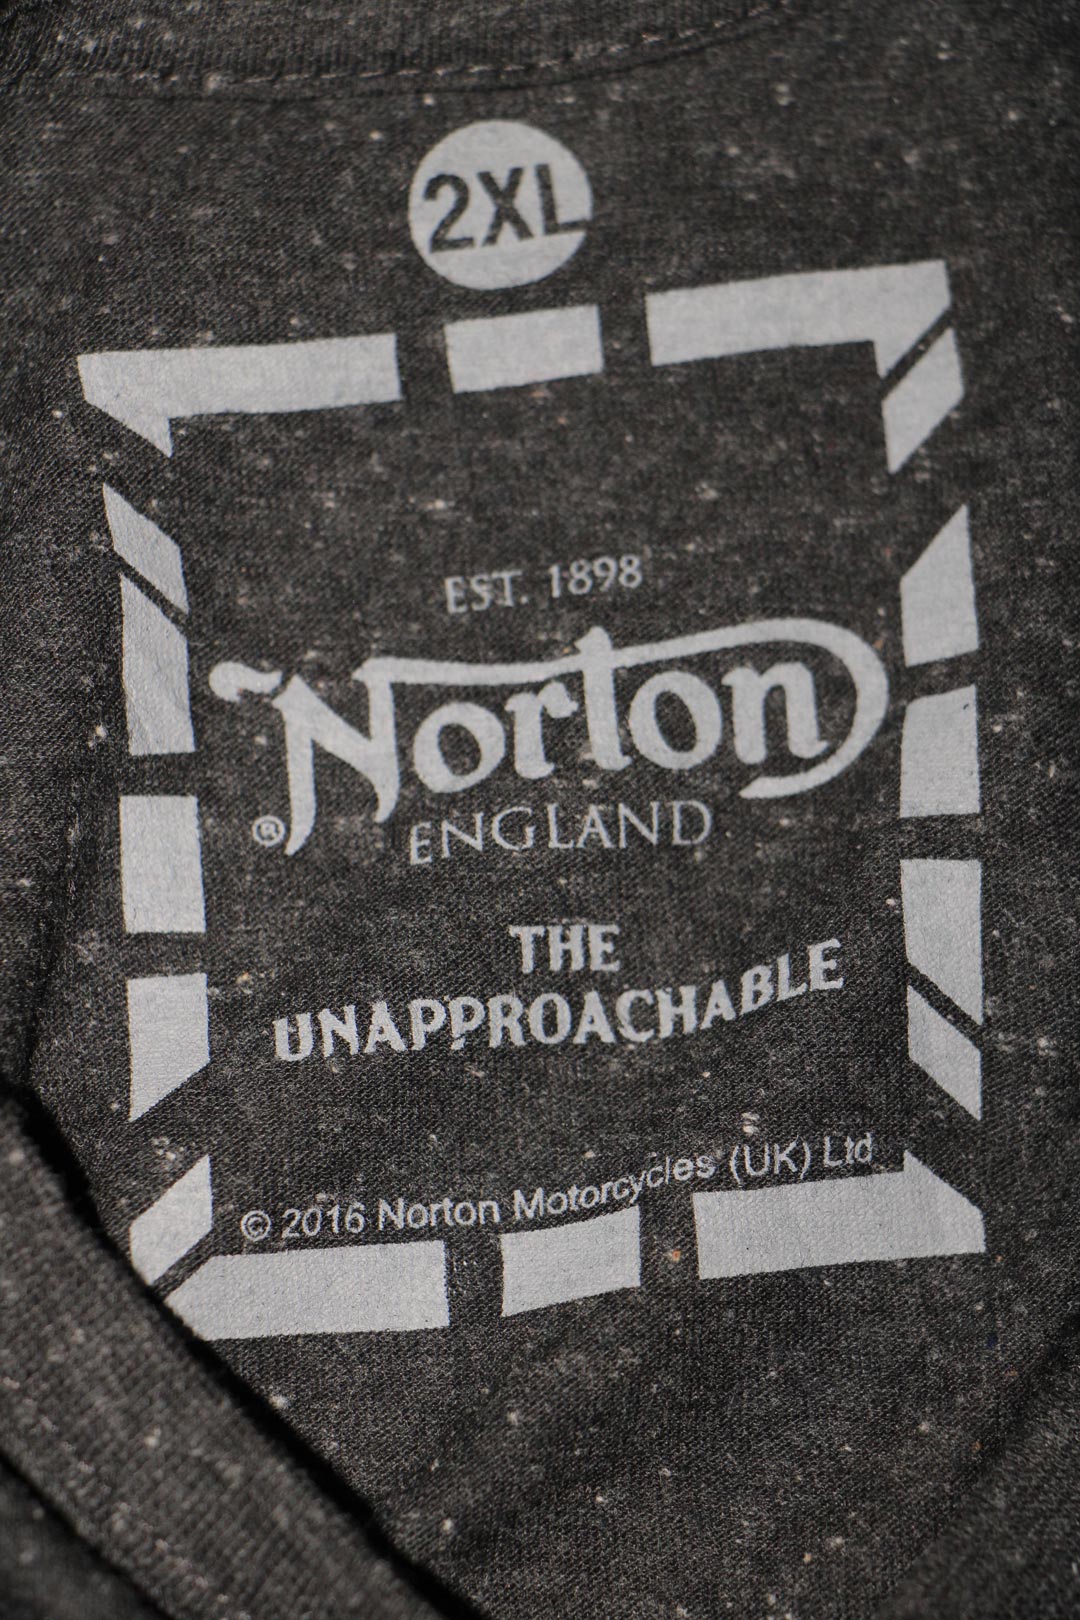 2XL
EST. 1898
Norton
®
ENGLAND
THE
UNAPPROACHABLE
© 2016 Norton Motorcycles (UK) Ltd